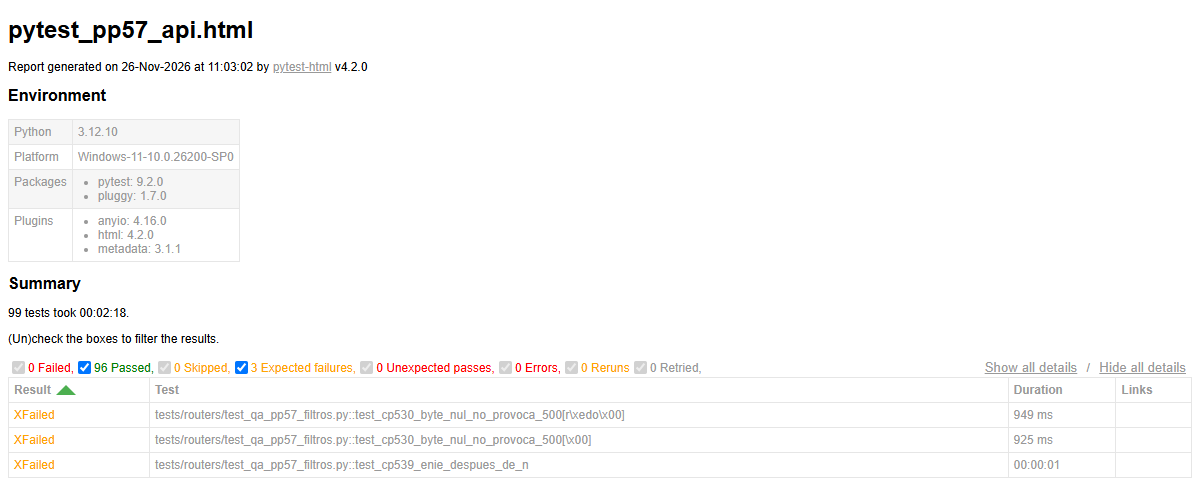 pytest_pp57_api.html
Report generated on 26-Nov-2026 at 11:03:02 by pytest-html v4.2.0
Environment
Python 3.12.10
Platform Windows-11-10.0.26200-SP0
Packages
pytest: 9.2.0
pluggy: 1.7.0
Plugins
anyio: 4.16.0
html: 4.2.0
metadata: 3.1.1
Summary
99 tests took 00:02:18.
(Un)check the boxes to filter the results.
0 Failed, 96 Passed, 0 Skipped, 3 Expected failures, 0 Unexpected passes, 0 Errors, 0 Reruns 0 Retried, Show all details / Hide all details
Result Test Duration Links
XFailed tests/routers/test_qa_pp57_filtros.py::test_cp530_byte_nul_no_provoca_500[r\xedo\x00] 949 ms
XFailed tests/routers/test_qa_pp57_filtros.py::test_cp530_byte_nul_no_provoca_500[\x00] 925 ms
XFailed tests/routers/test_qa_pp57_filtros.py::test_cp539_enie_despues_de_n 00:00:01